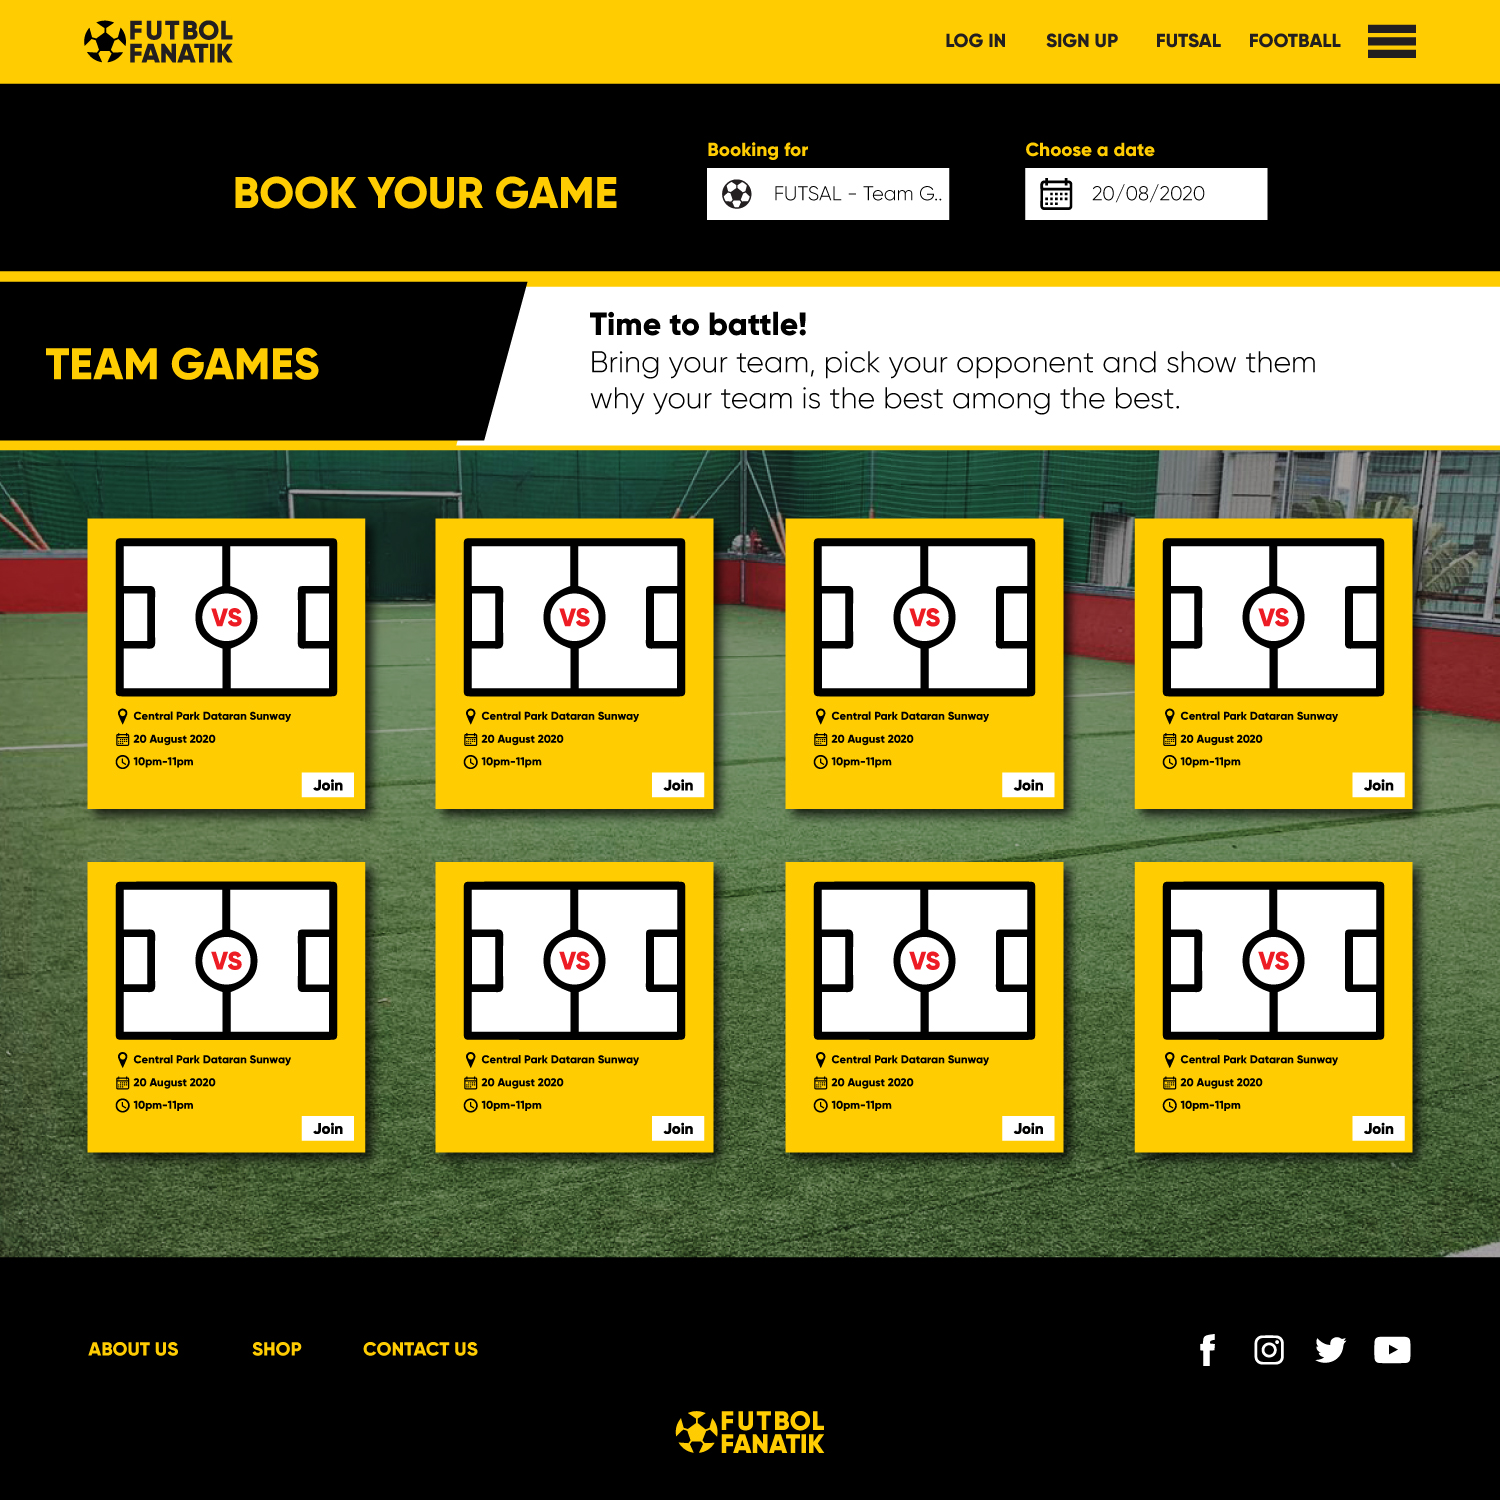 FUTBOL
FANATIK
LOG IN
SIGN UP
FUTSAL
FOOTBALL
BOOK YOUR GAME
Booking for
FUTSAL - Team G..
Choose a date
20/08/2020
TEAM GAMES
Time to battle!
Bring your team, pick your opponent and show them
why your team is the best among the best.
VS
Central Park Dataran Sunway
20 August 2020
10pm-11pm
Join
VS
Central Park Dataran Sunway
20 August 2020
10pm-11pm
Join
VS
Central Park Dataran Sunway
20 August 2020
10pm-11pm
Join
VS
Central Park Dataran Sunway
20 August 2020
10pm-11pm
Join
VS
Central Park Dataran Sunway
20 August 2020
10pm-11pm
Join
VS
Central Park Dataran Sunway
20 August 2020
10pm-11pm
Join
VS
Central Park Dataran Sunway
20 August 2020
10pm-11pm
Join
VS
Central Park Dataran Sunway
20 August 2020
10pm-11pm
Join
ABOUT US
SHOP
CONTACT US
FUTBOL
FANATIK